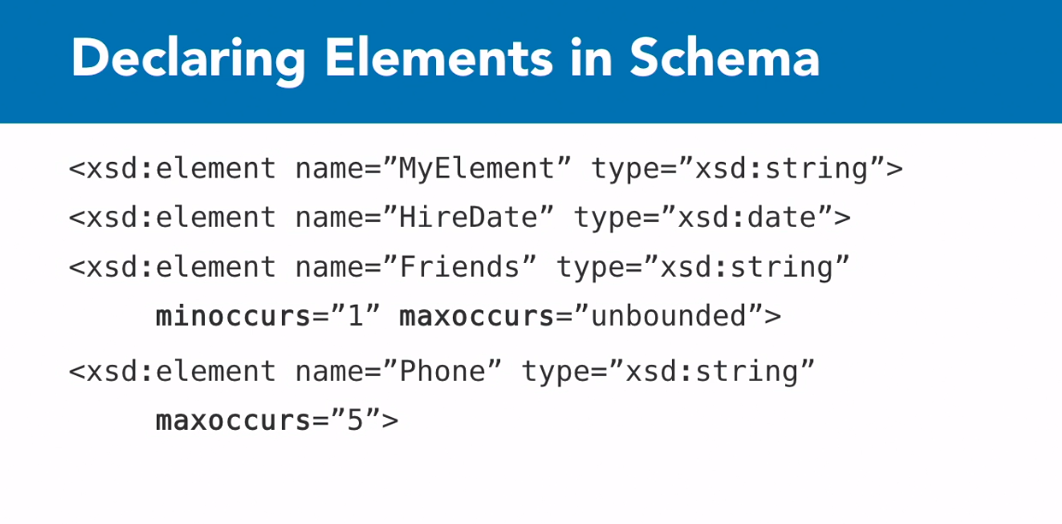 Declaring Elements in Schema
<xsd:element name=”MyElement” type=”xsd:string”>
<xsd:element name=”HireDate” type=”xsd:date”>
<xsd:element name=”Friends” type=”xsd:string”
minoccurs=”1” maxoccurs=”unbounded”>
<xsd:element name=”Phone” type=”xsd:string”
maxoccurs=”5”>